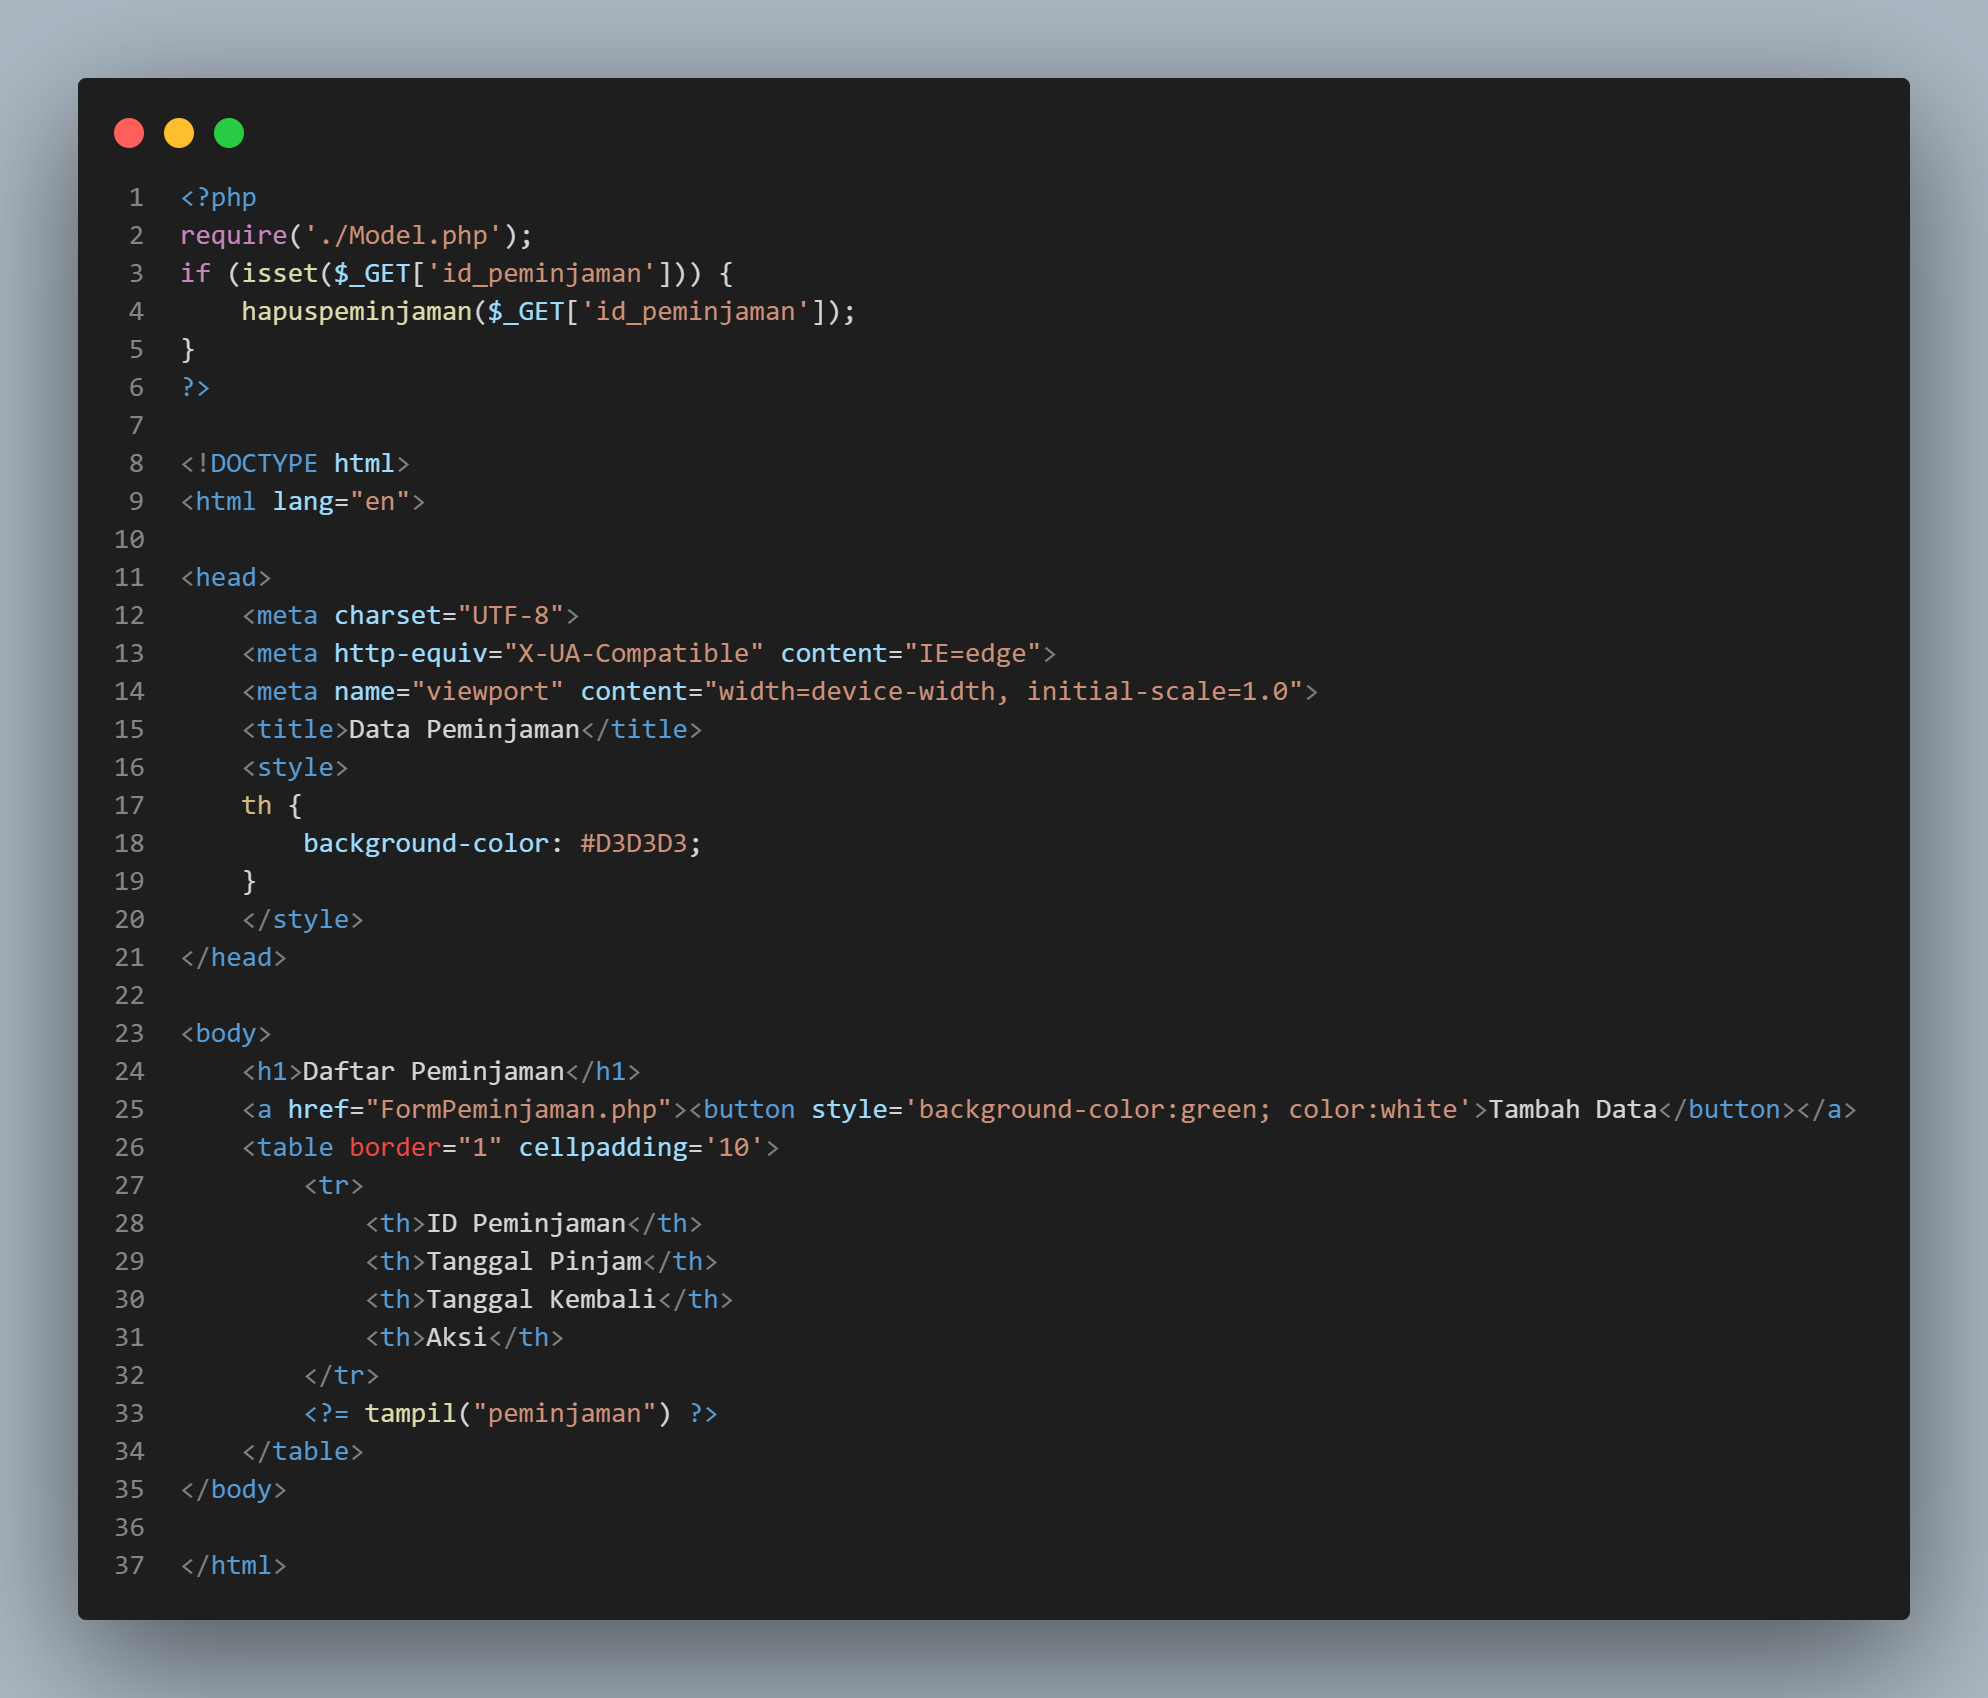 1 <?php
2 require('./Model.php');
3 if (isset($_GET['id_peminjaman'])) {
4     hapuspeminjaman($_GET['id_peminjaman']);
5 }
6 ?>
7
8 <!DOCTYPE html>
9 <html lang="en">
10
11 <head>
12     <meta charset="UTF-8">
13     <meta http-equiv="X-UA-Compatible" content="IE=edge">
14     <meta name="viewport" content="width=device-width, initial-scale=1.0">
15     <title>Data Peminjaman</title>
16     <style>
17     th {
18         background-color: #D3D3D3;
19     }
20     </style>
21 </head>
22
23 <body>
24     <h1>Daftar Peminjaman</h1>
25     <a href="FormPeminjaman.php"><button style='background-color:green; color:white'>Tambah Data</button></a>
26     <table border="1" cellpadding='10'>
27         <tr>
28             <th>ID Peminjaman</th>
29             <th>Tanggal Pinjam</th>
30             <th>Tanggal Kembali</th>
31             <th>Aksi</th>
32         </tr>
33         <?= tampil("peminjaman") ?>
34     </table>
35 </body>
36
37 </html>